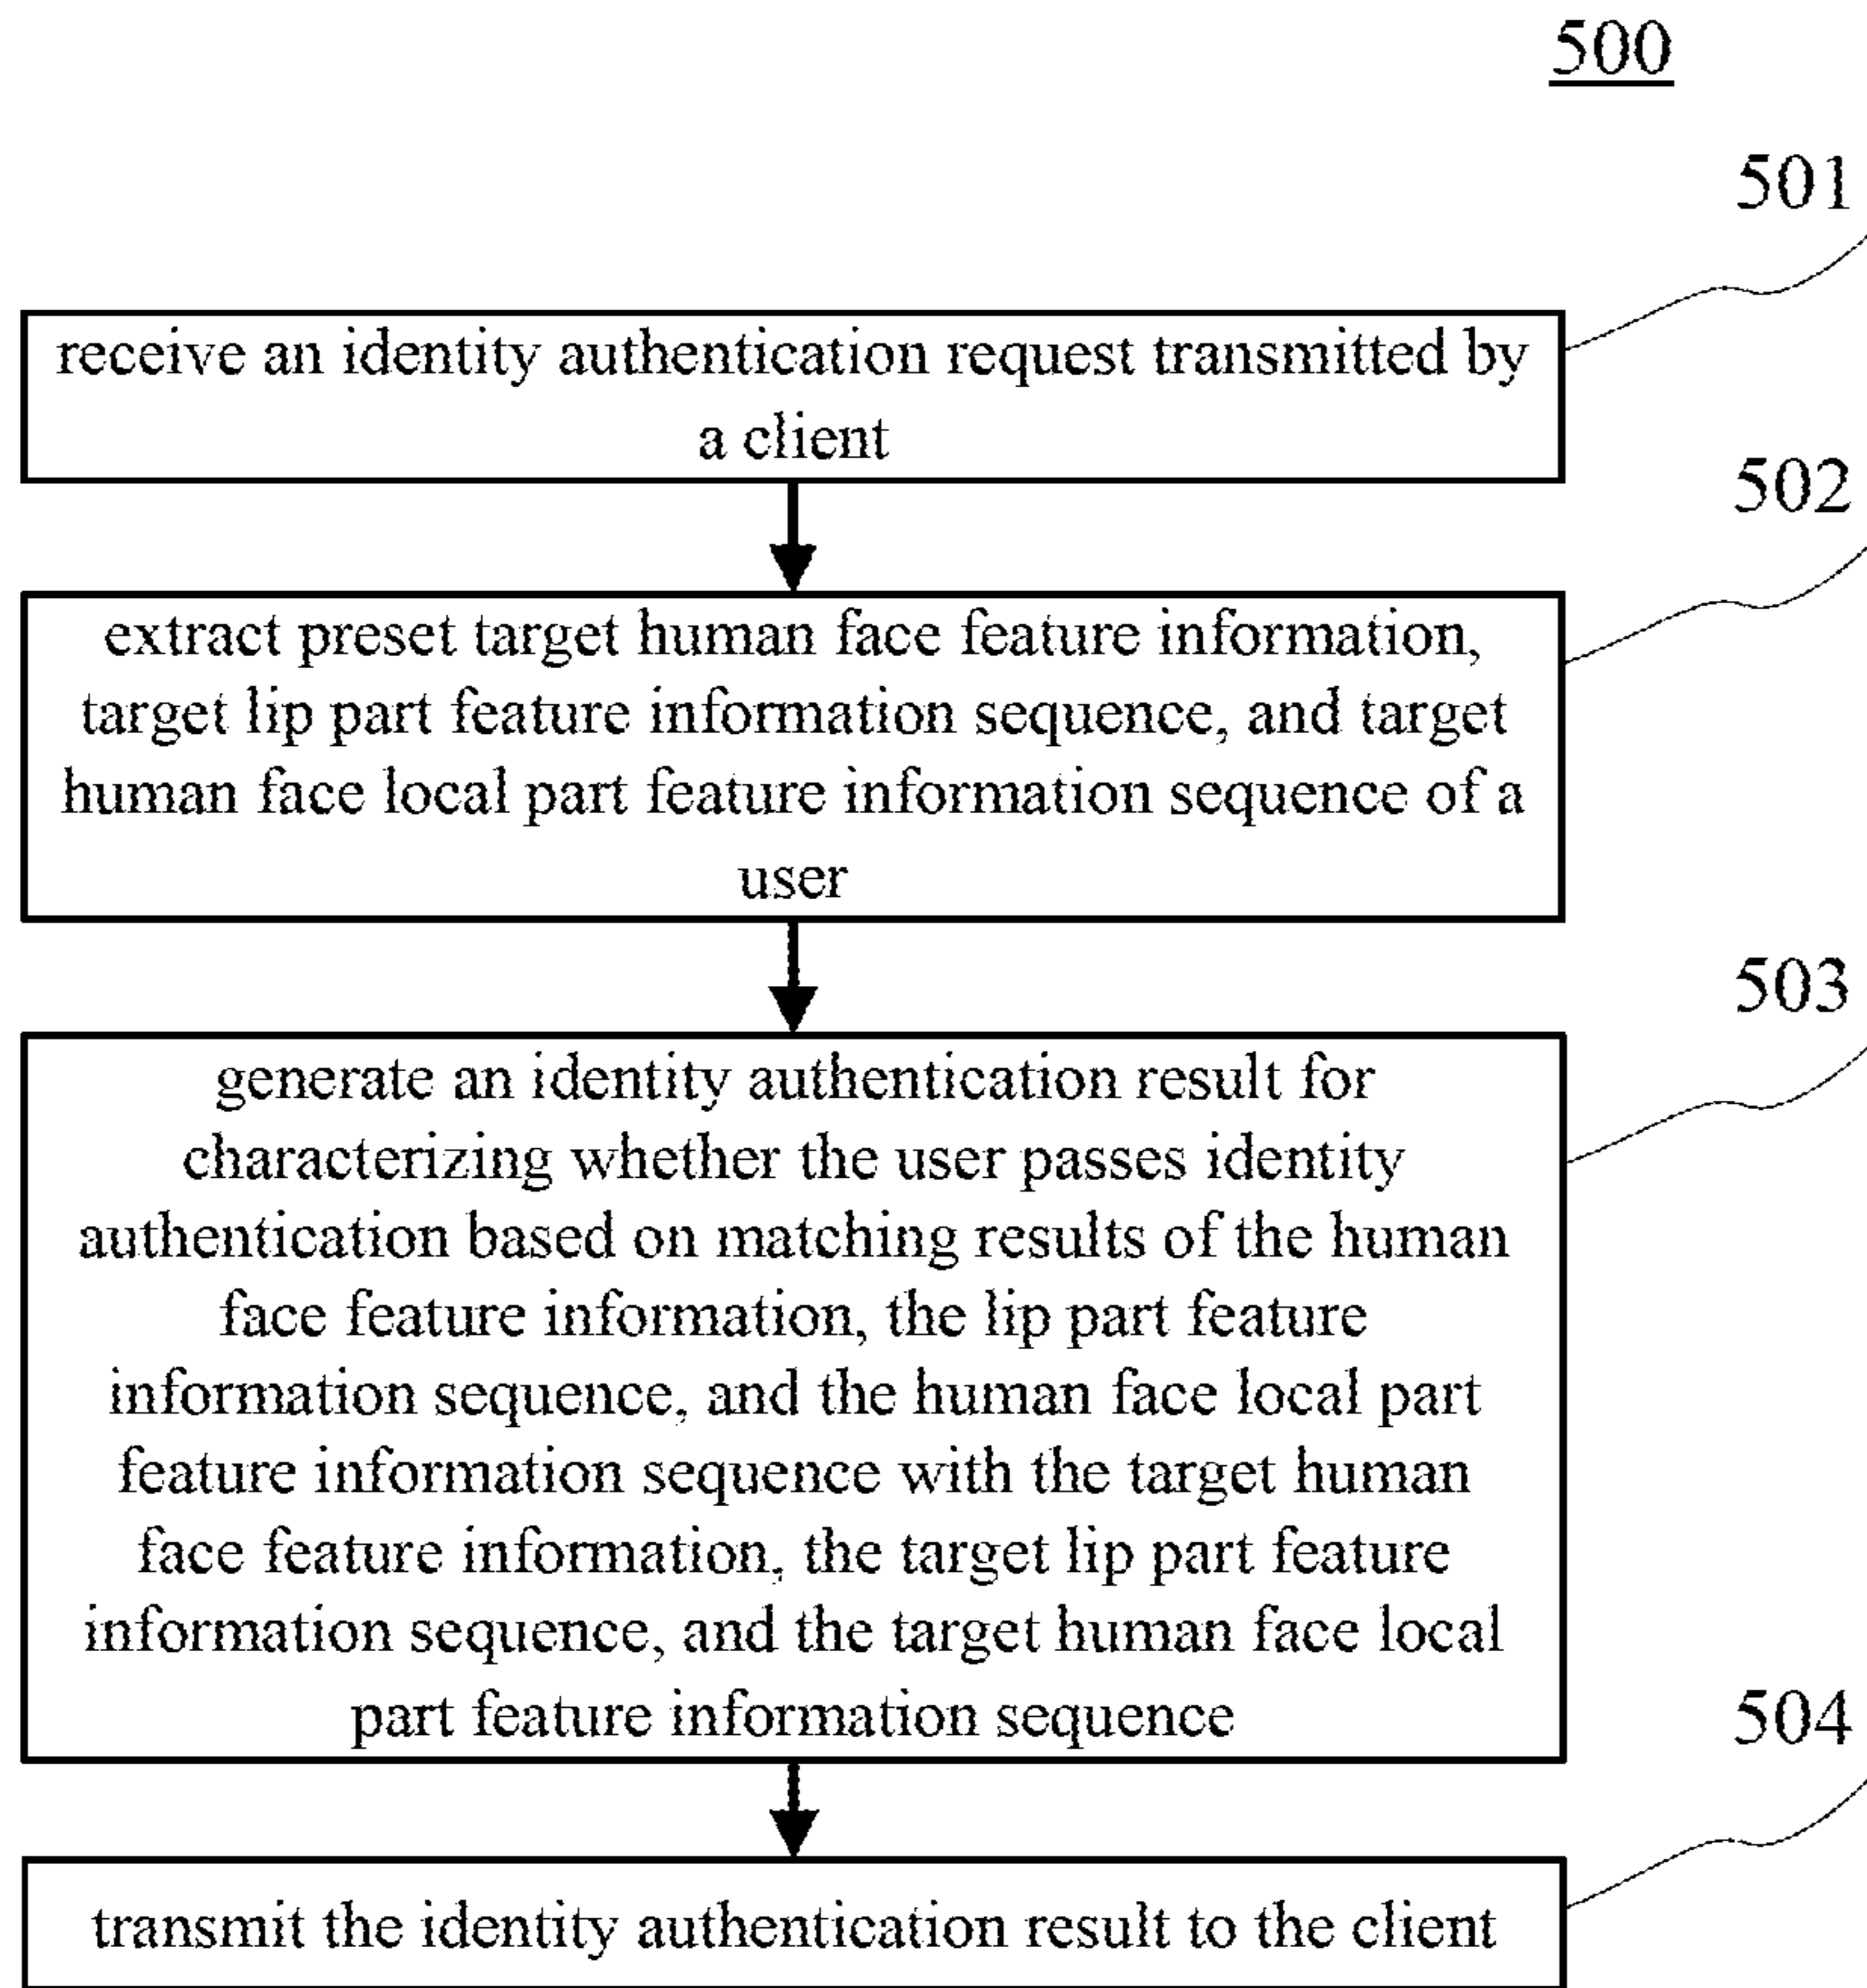 500
501
receive an identity authentication request transmitted by
a client
502
extract preset target human face feature information,
target lip part feature information sequence, and target
human face local part feature information sequence of a
user
503
generate an identity authentication result for
characterizing whether the user passes identity
authentication based on matching results of the human
face feature information, the lip part feature
information sequence, and the human face local part
feature information sequence with the target human
face feature information, the target lip part feature
information sequence, and the target human face local
part feature information sequence
504
transmit the identity authentication result to the client